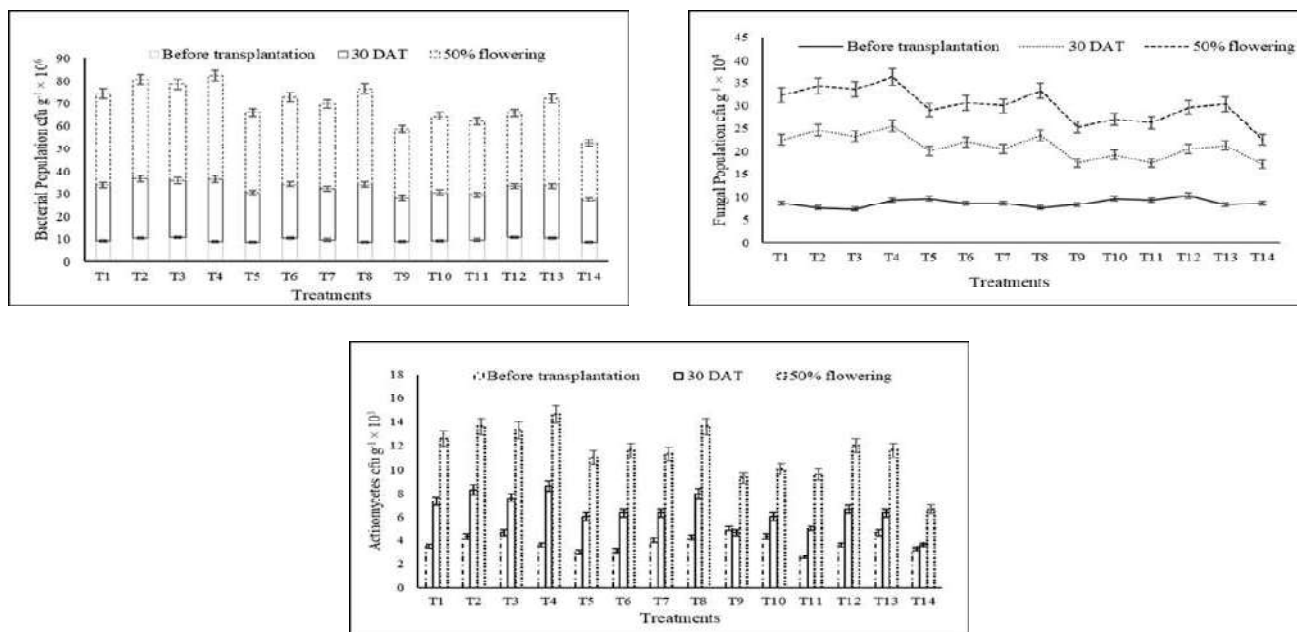 Before transplantation 30 DAT 50% flowering
Bacterial Population cfu g⁻¹ × 10⁶
90
80
70
60
50
40
30
20
10
0
T1 T2 T3 T4 T5 T6 T7 T8 T9 T10 T11 T12 T13 T14
Treatments
Before transplantation 30 DAT 50% flowering
Fungal Population cfu g⁻¹ × 10⁴
45
40
35
30
25
20
15
10
5
0
T1 T2 T3 T4 T5 T6 T7 T8 T9 T10 T11 T12 T13 T14
Treatments
Before transplantation 30 DAT 50% flowering
Actinomycetes cfu g⁻¹ × 10³
18
16
14
12
10
8
6
4
2
0
T1 T2 T3 T4 T5 T6 T7 T8 T9 T10 T11 T12 T13 T14
Treatments